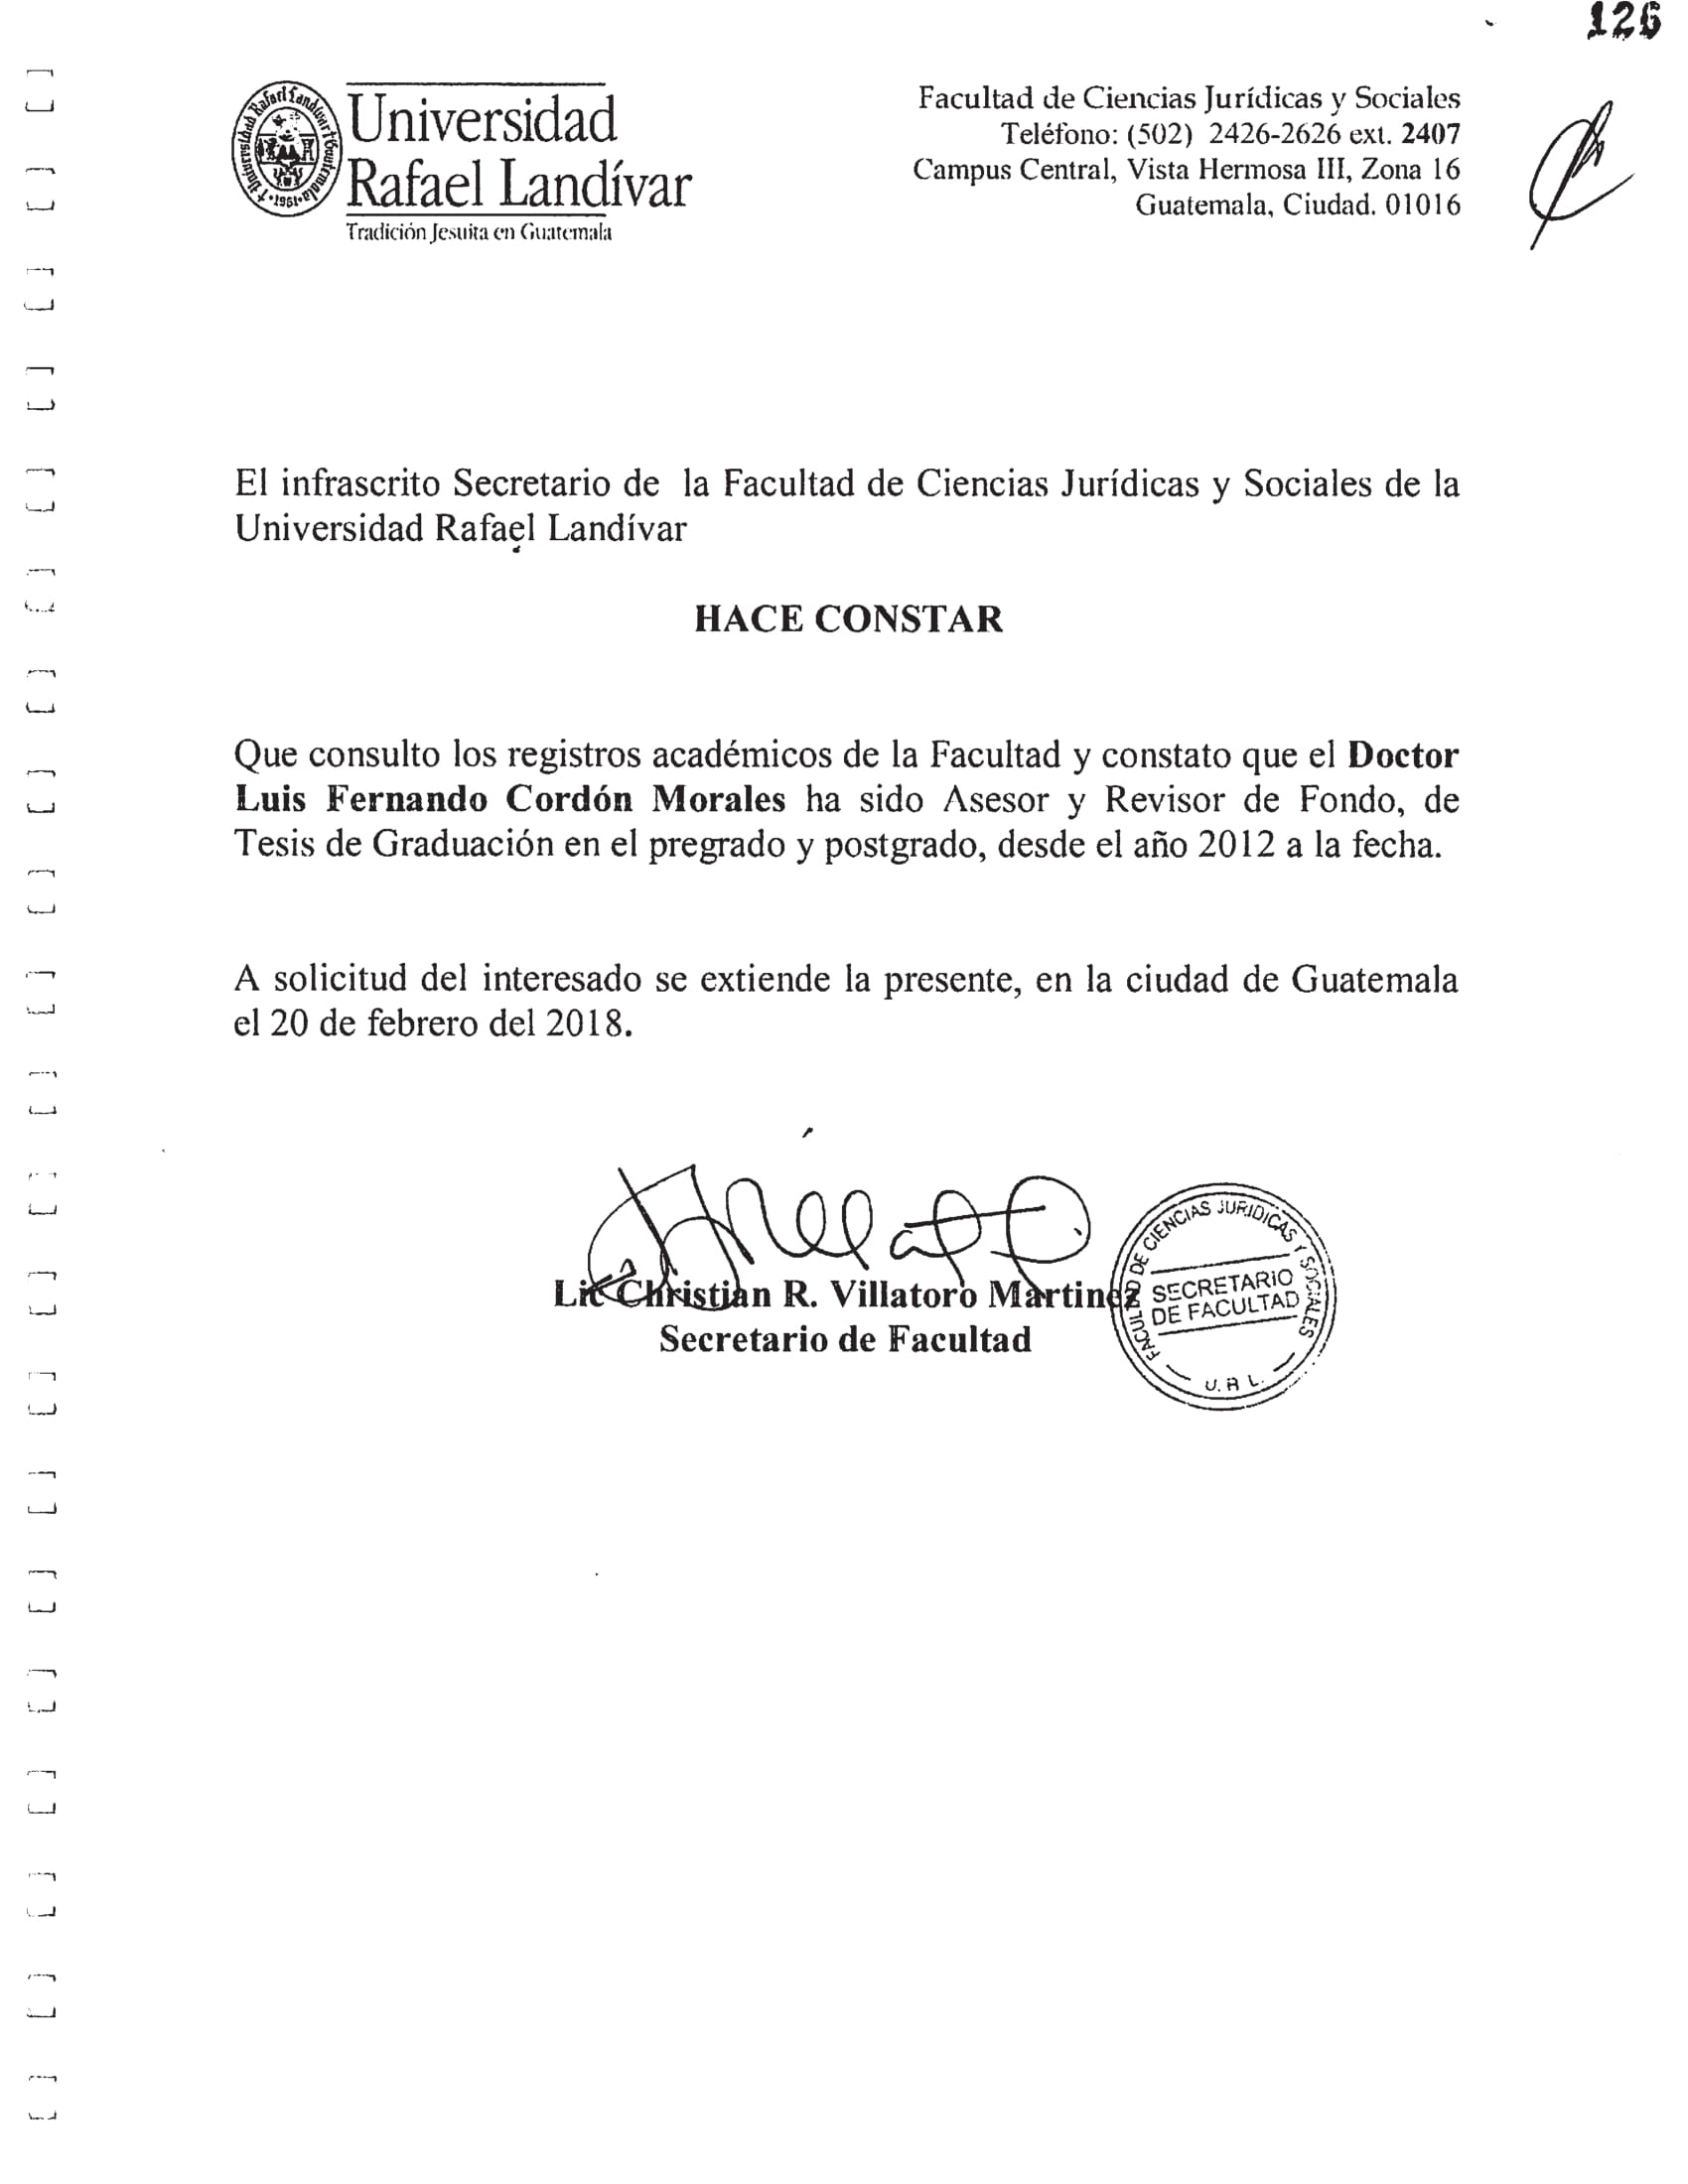 126
Universidad
Rafael Landívar
Tradición Jesuita en Guatemala
Facultad de Ciencias Jurídicas y Sociales
Teléfono: (502) 2426-2626 ext. 2407
Campus Central, Vista Hermosa III, Zona 16
Guatemala, Ciudad. 01016
El infrascrito Secretario de la Facultad de Ciencias Jurídicas y Sociales de la
Universidad Rafael Landívar
HACE CONSTAR
Que consulto los registros académicos de la Facultad y constato que el Doctor
Luis Fernando Cordón Morales ha sido Asesor y Revisor de Fondo, de
Tesis de Graduación en el pregrado y postgrado, desde el año 2012 a la fecha.
A solicitud del interesado se extiende la presente, en la ciudad de Guatemala
el 20 de febrero del 2018.
Lic Christian R. Villatoro Martinez
Secretario de Facultad
FACULTAD DE CIENCIAS JURIDICAS Y SOCIALES
SECRETARIO
DE FACULTAD
U. R L.